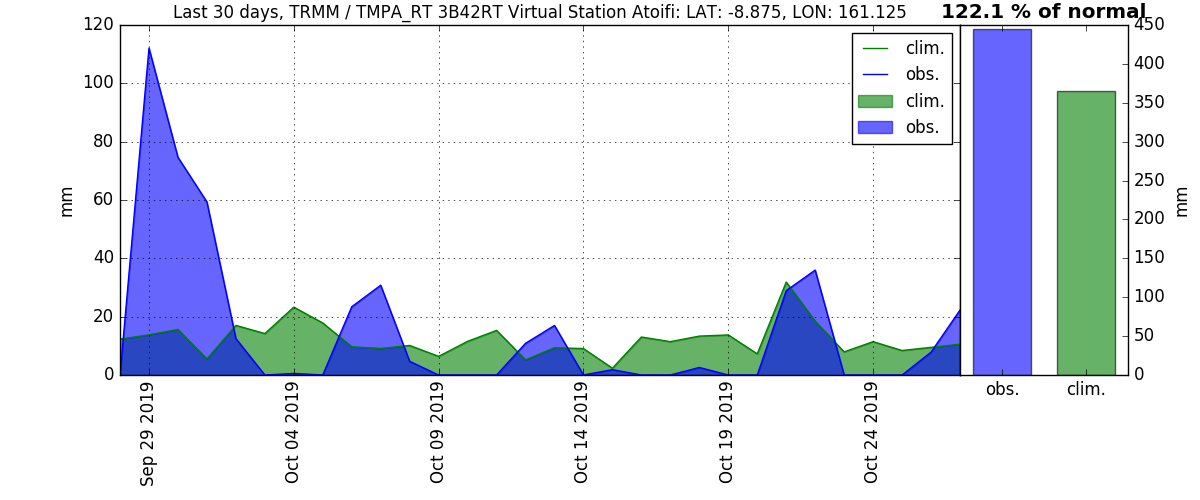 Last 30 days, TRMM / TMPA_RT 3B42RT Virtual Station Atoifi: LAT: -8.875, LON: 161.125
122.1 % of normal
120
100
80
60
40
20
0
mm
clim.
obs.
clim.
obs.
450
400
350
300
250
200
150
100
50
0
mm
Sep 29 2019
Oct 04 2019
Oct 09 2019
Oct 14 2019
Oct 19 2019
Oct 24 2019
obs.
clim.